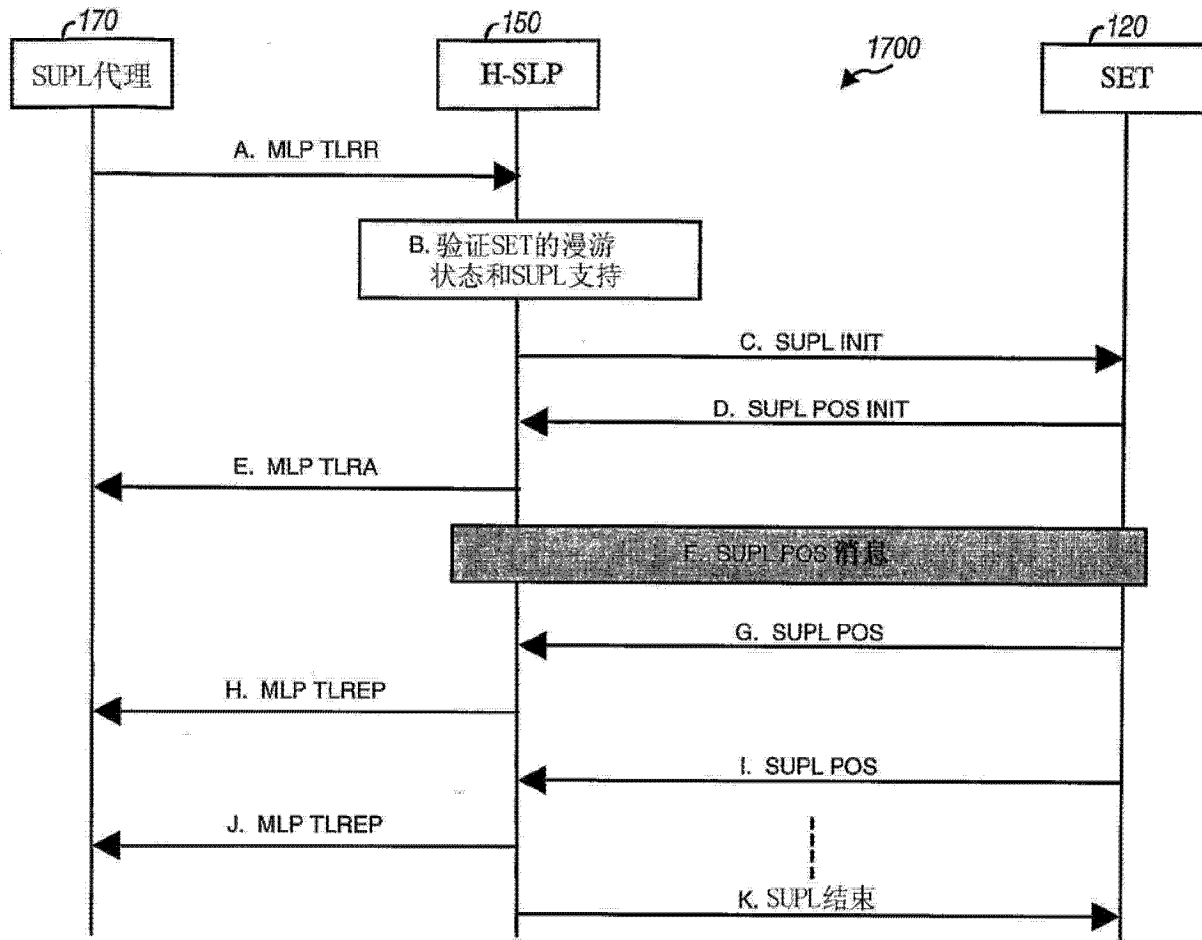 170
150
120
1700
SUPL代理
H-SLP
SET
A. MLP TLRR
B. 验证SET的漫游
状态和SUPL支持
C. SUPL INIT
D. SUPL POS INIT
E. MLP TLRA
F. SUPL POS 消息
G. SUPL POS
H. MLP TLREP
I. SUPL POS
J. MLP TLREP
K. SUPL结束